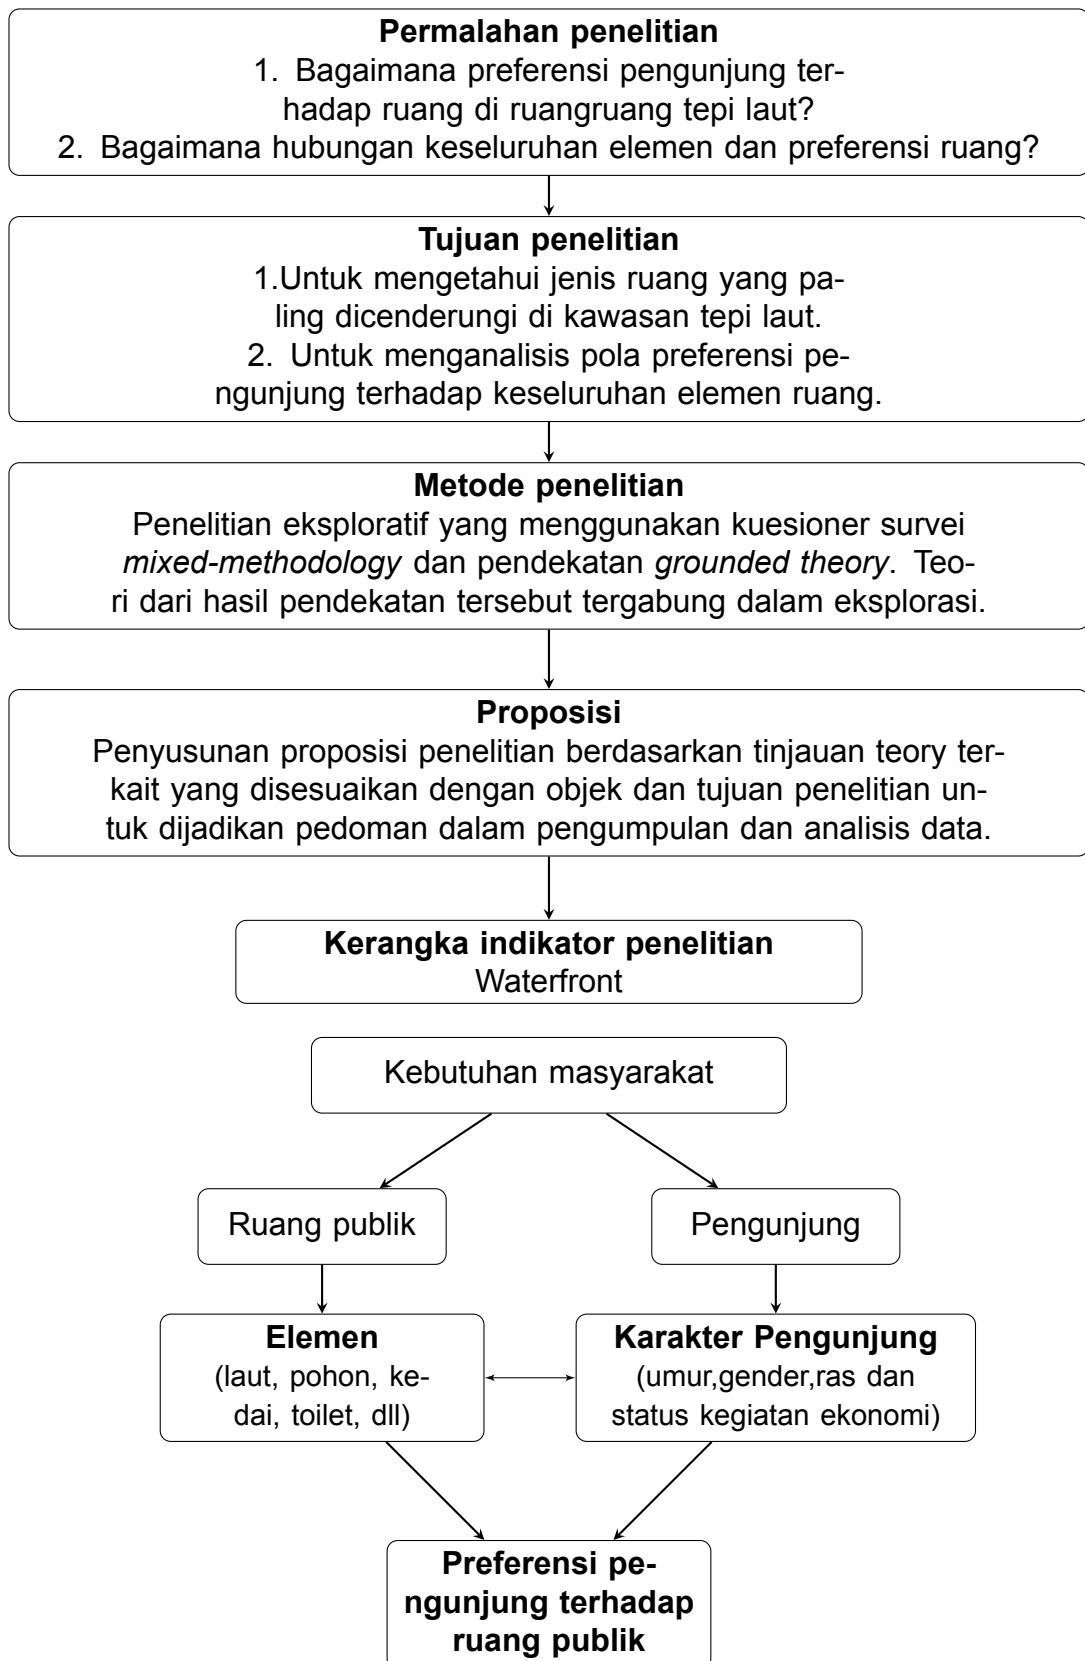 Permalahan penelitian
1. Bagaimana preferensi pengunjung ter-
hadap ruang di ruangruang tepi laut?
2. Bagaimana hubungan keseluruhan elemen dan preferensi ruang?
Tujuan penelitian
1.Untuk mengetahui jenis ruang yang pa-
ling dicenderungi di kawasan tepi laut.
2. Untuk menganalisis pola preferensi pe-
ngunjung terhadap keseluruhan elemen ruang.
Metode penelitian
Penelitian eksploratif yang menggunakan kuesioner survei
mixed-methodology dan pendekatan grounded theory. Teo-
ri dari hasil pendekatan tersebut tergabung dalam eksplorasi.
Proposisi
Penyusunan proposisi penelitian berdasarkan tinjauan teory ter-
kait yang disesuaikan dengan objek dan tujuan penelitian un-
tuk dijadikan pedoman dalam pengumpulan dan analisis data.
Kerangka indikator penelitian
Waterfront
Kebutuhan masyarakat
Ruang publik
Pengunjung
Elemen
(laut, pohon, ke-
dai, toilet, dll)
Karakter Pengunjung
(umur,gender,ras dan
status kegiatan ekonomi)
Preferensi pe-
ngunjung terhadap
ruang publik